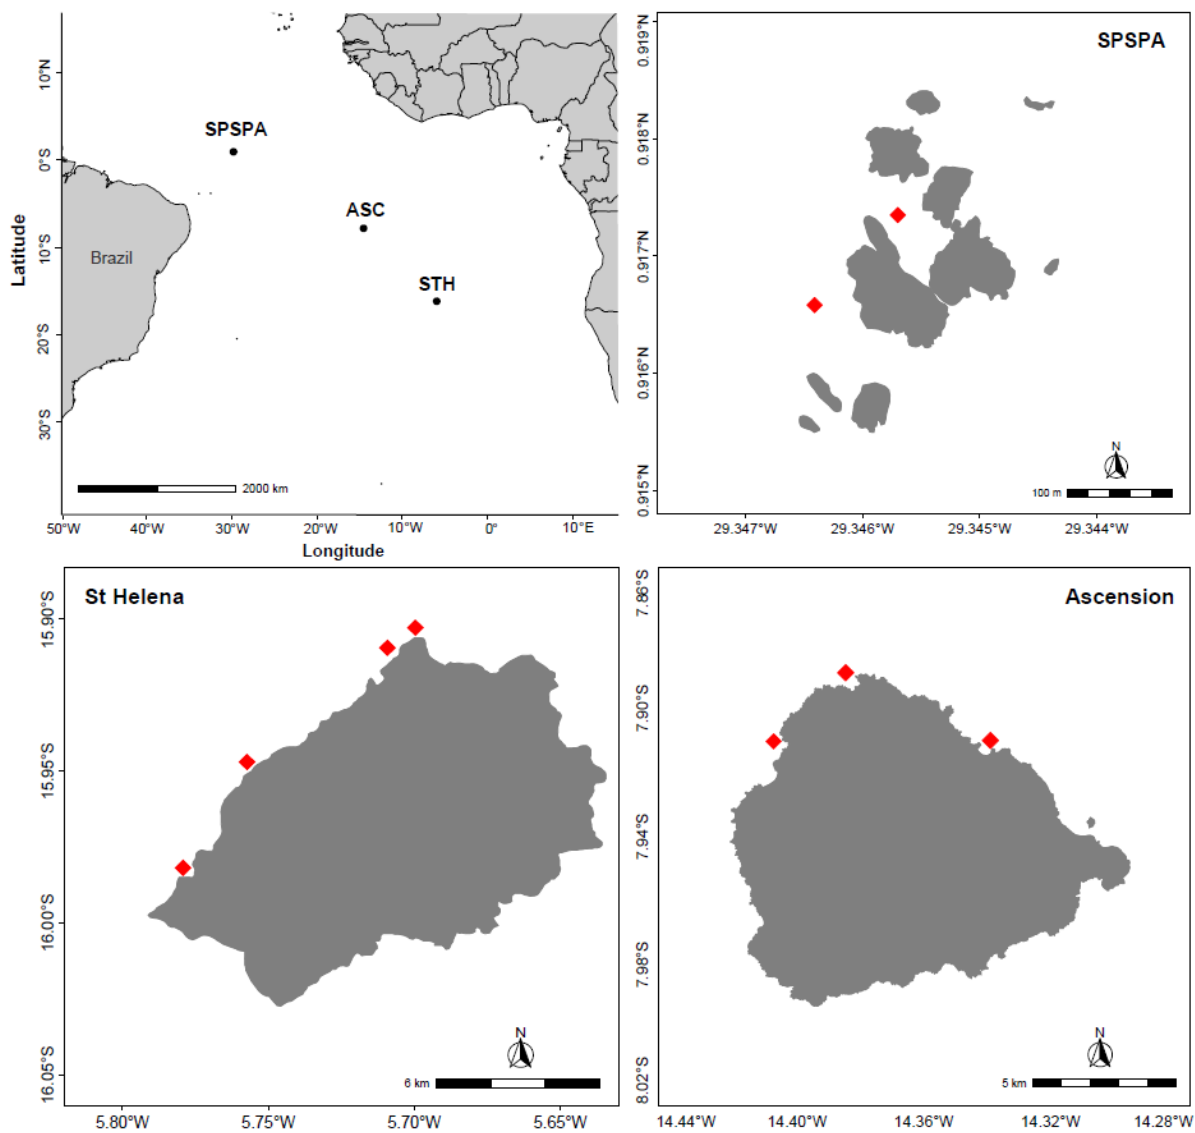 SPSPA
ASC
STH
Brazil
2000 km
10°N
0°S
10°S
20°S
30°S
Latitude
50°W 40°W 30°W 20°W 10°W 0° 10°E
Longitude
SPSPA
0.919°N
0.918°N
0.917°N
0.916°N
0.915°N
N
100 m
29.347°W 29.346°W 29.345°W 29.344°W
St Helena
15.90°S
15.95°S
16.00°S
16.05°S
N
6 km
5.80°W 5.75°W 5.70°W 5.65°W
Ascension
7.86°S
7.90°S
7.94°S
7.98°S
8.02°S
N
5 km
14.44°W 14.40°W 14.36°W 14.32°W 14.28°W